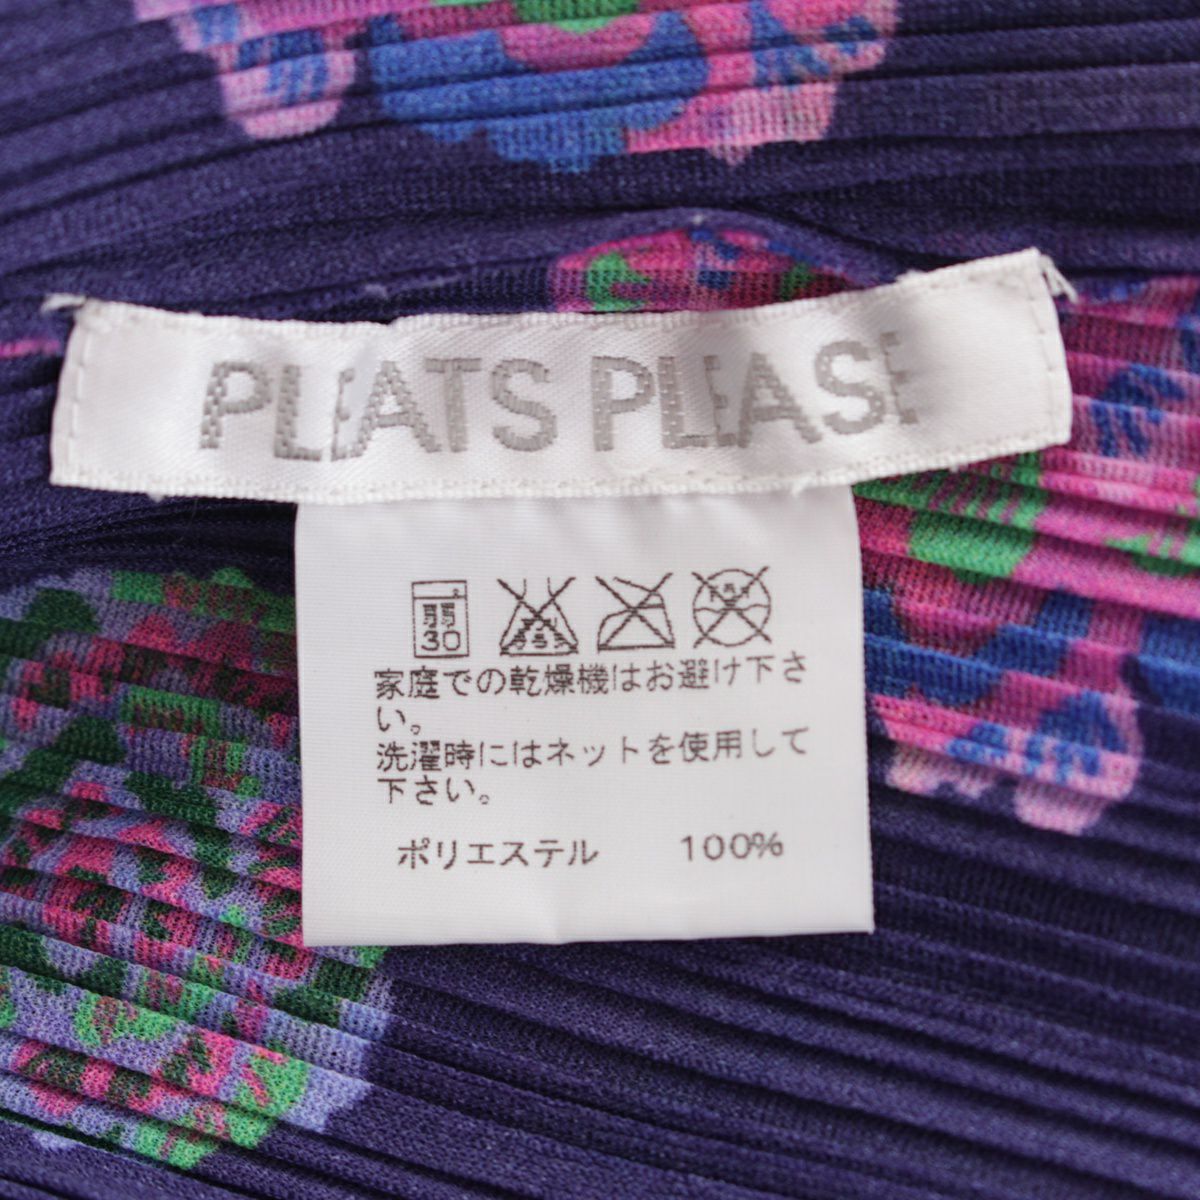 PLEATS PLEASE
弱
30
家庭での乾燥機はお避け下さ
い。
洗濯時にはネットを使用して
下さい。
ポリエステル 100%